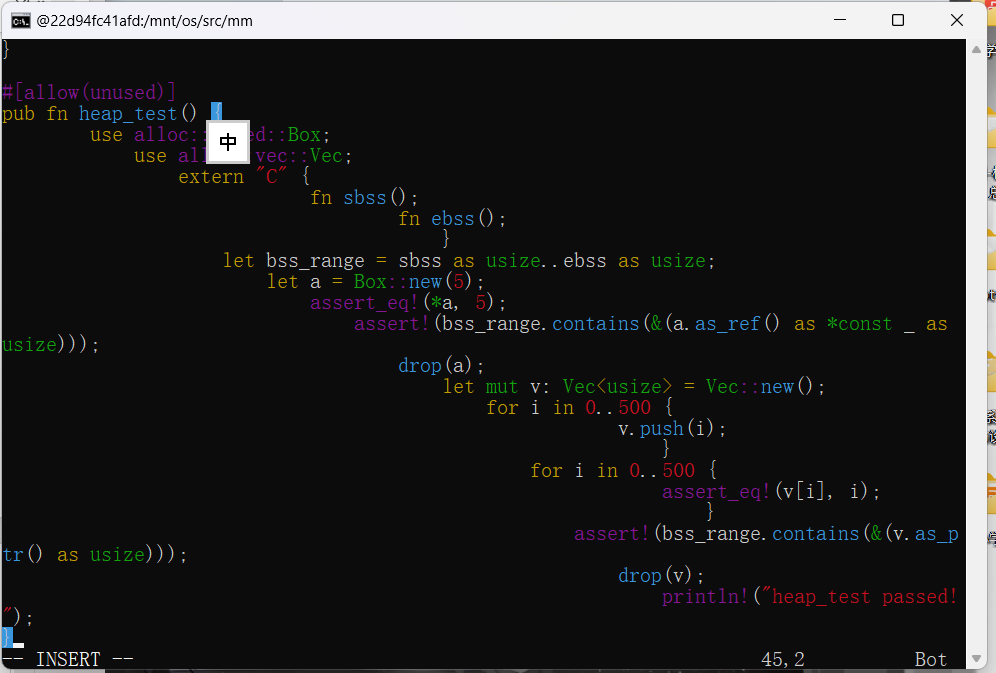 @22d94fc41afd:/mnt/os/src/mm
}
#[allow(unused)]
pub fn heap_test() {
use alloc: ed::Box;
中
use al vec::Vec;
extern "C" {
fn sbss();
fn ebss();
}
let bss_range = sbss as usize..ebss as usize;
let a = Box::new(5);
assert_eq!(*a, 5);
assert!(bss_range.contains(&(a.as_ref() as *const _ as
usize)));
drop(a);
let mut v: Vec<usize> = Vec::new();
for i in 0..500 {
v.push(i);
}
for i in 0..500 {
assert_eq!(v[i], i);
}
assert!(bss_range.contains(&(v.as_p
tr() as usize)));
drop(v);
println!("heap_test passed!
");
}
-- INSERT -- 45,2 Bot